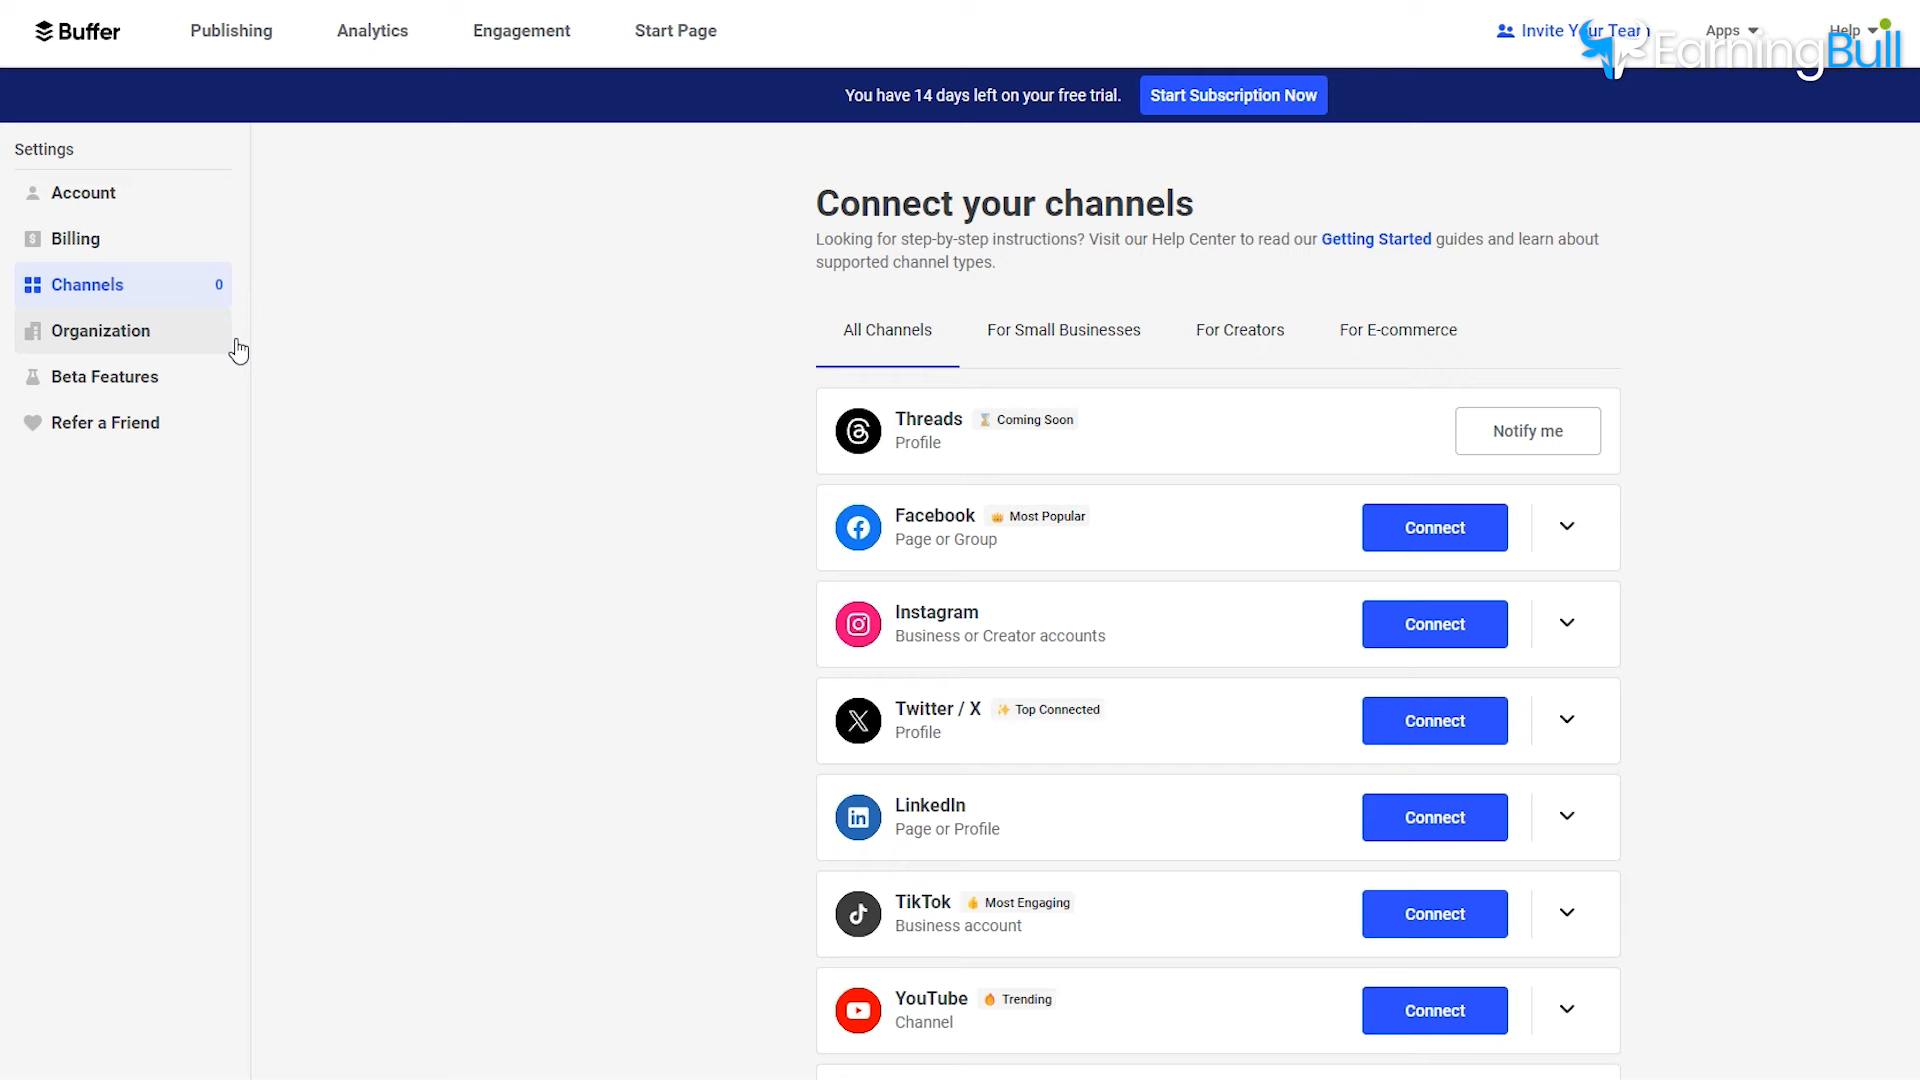 Buffer
Publishing
Analytics
Engagement
Start Page
Invite Your Team
Apps
Help
EarningBull
You have 14 days left on your free trial.
Start Subscription Now
Settings
Account
Billing
Channels 0
Organization
Beta Features
Refer a Friend
Connect your channels
Looking for step-by-step instructions? Visit our Help Center to read our Getting Started guides and learn about
supported channel types.
All Channels
For Small Businesses
For Creators
For E-commerce
Threads Coming Soon
Profile
Notify me
Facebook Most Popular
Page or Group
Connect
Instagram
Business or Creator accounts
Connect
Twitter / X Top Connected
Profile
Connect
LinkedIn
Page or Profile
Connect
TikTok Most Engaging
Business account
Connect
YouTube Trending
Channel
Connect